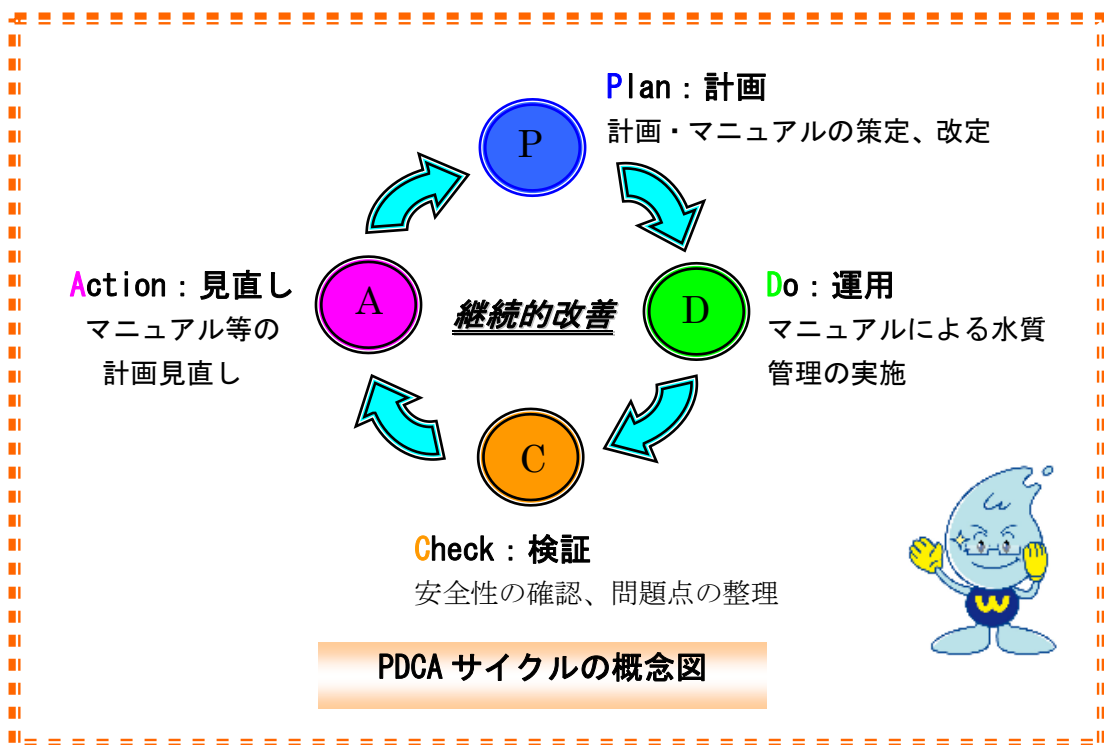 Plan：計画
計画・マニュアルの策定、改定
P
Action：見直し
マニュアル等の
計画見直し
A
継続的改善
D
Do：運用
マニュアルによる水質
管理の実施
C
Check：検証
安全性の確認、問題点の整理
W
PDCA サイクルの概念図